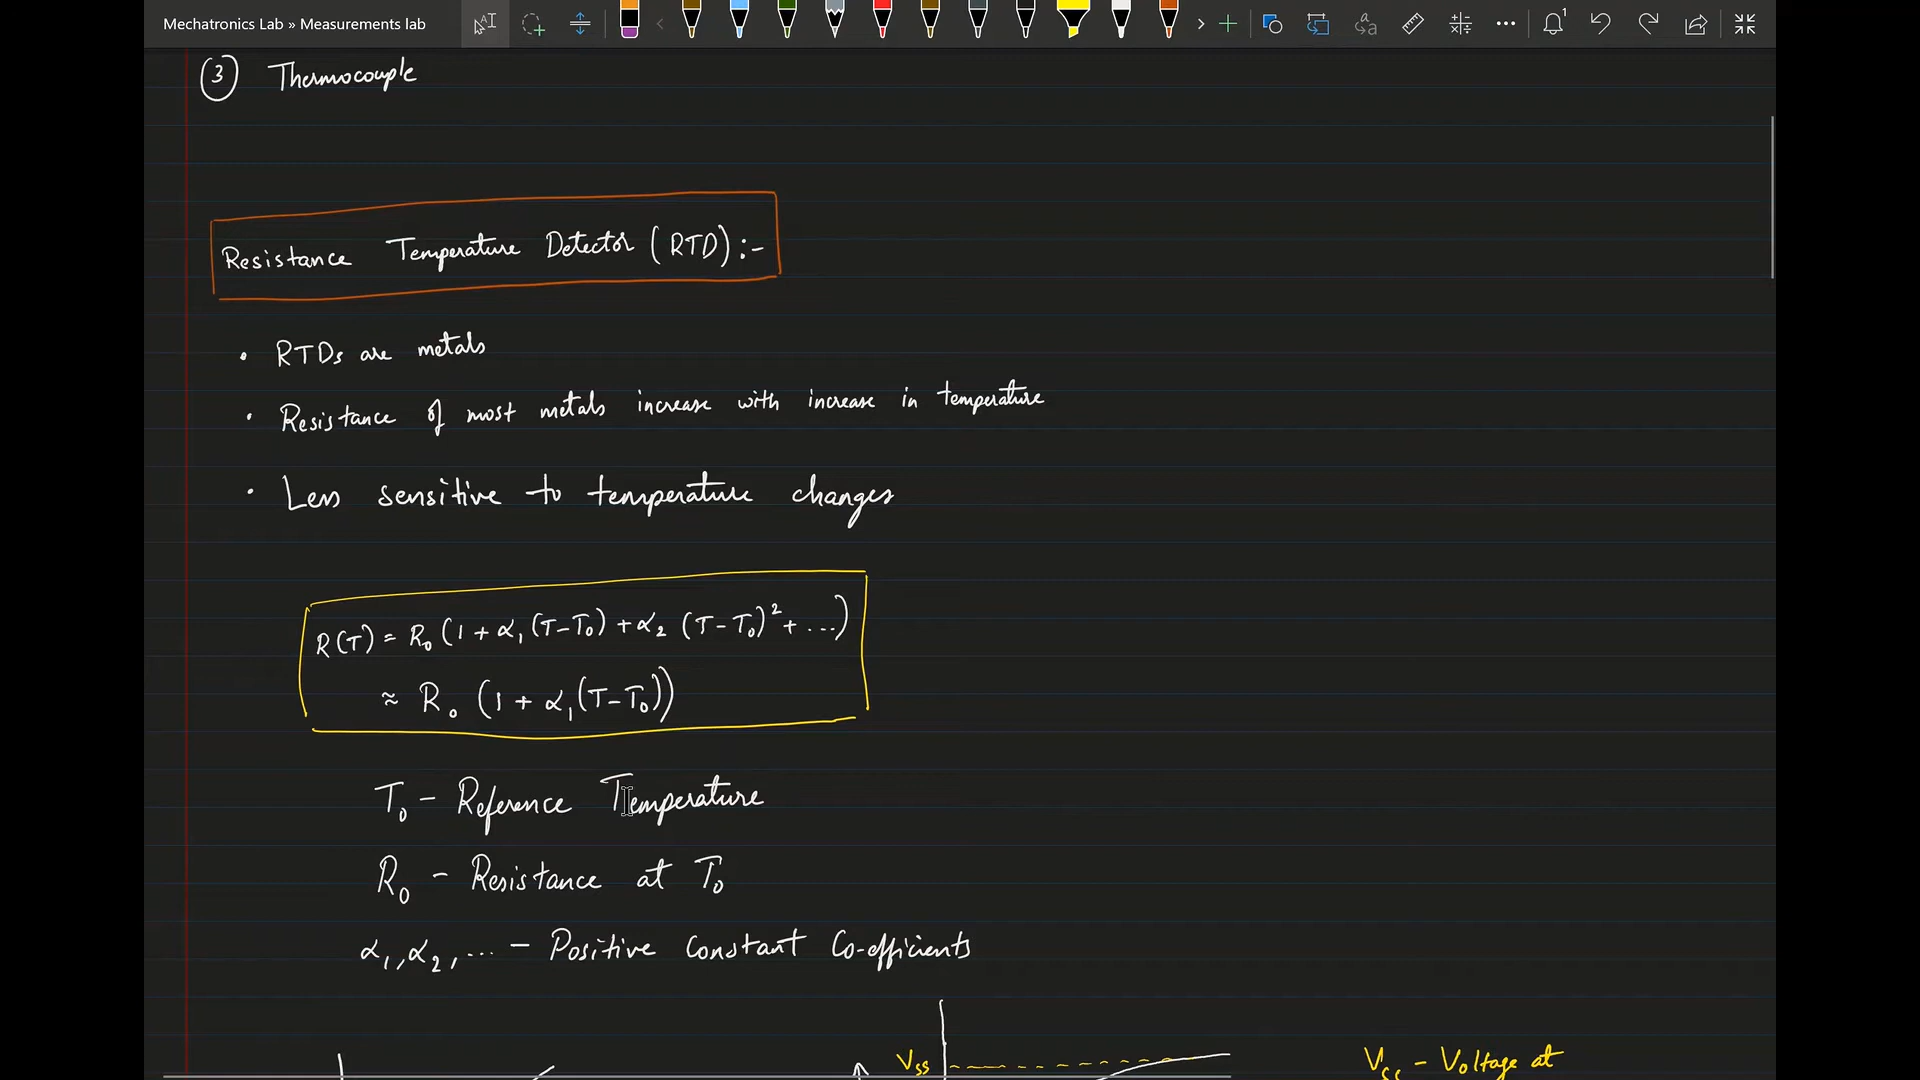 Mechatronics Lab » Measurements lab
③ Thermocouple
Resistance Temperature Detector (RTD):-
• RTDs are metals
• Resistance of most metals increase with increase in temperature
• Less sensitive to temperature changes
R(T) = R₀ (1 + α₁ (T-T₀) + α₂ (T-T₀)² + ...)
≈ R₀ (1 + α₁(T-T₀))
T₀ - Reference Temperature
R₀ - Resistance at T₀
α₁, α₂, ... - Positive Constant Co-efficients
Vss
Vss - Voltage at